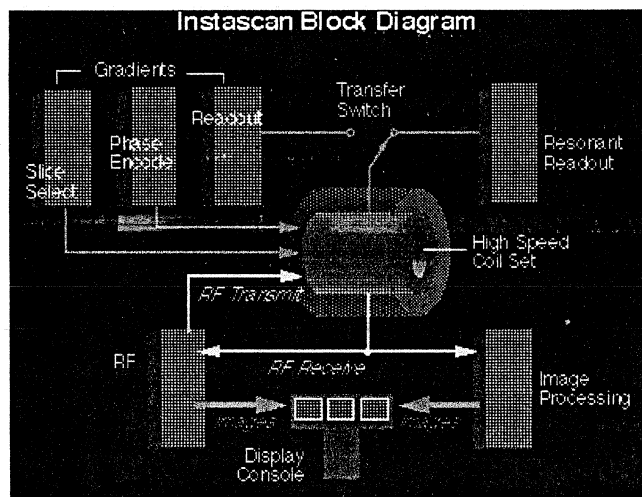 Instascan Block Diagram
Gradients
Readout
Phase
Encode
Slice
Select
Transfer
Switch
Resonant
Readout
High Speed
Coil Set
RF Transmit
RF
RF Receive
Image
Processing
Images
Images
Display
Console